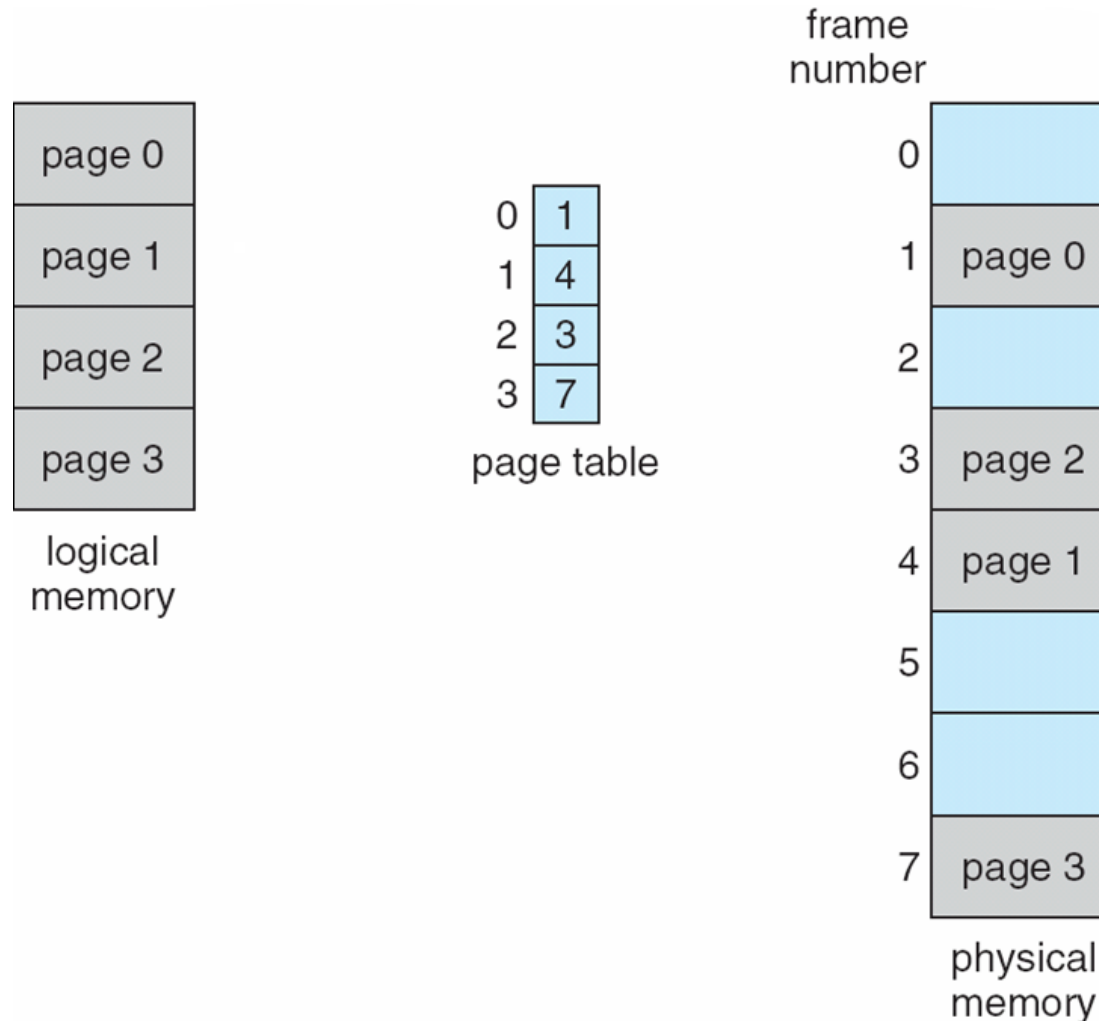 frame
number
page 0
page 1
page 2
page 3
logical
memory
0 1
1 4
2 3
3 7
page table
0
1 page 0
2
3 page 2
4 page 1
5
6
7 page 3
physical
memory